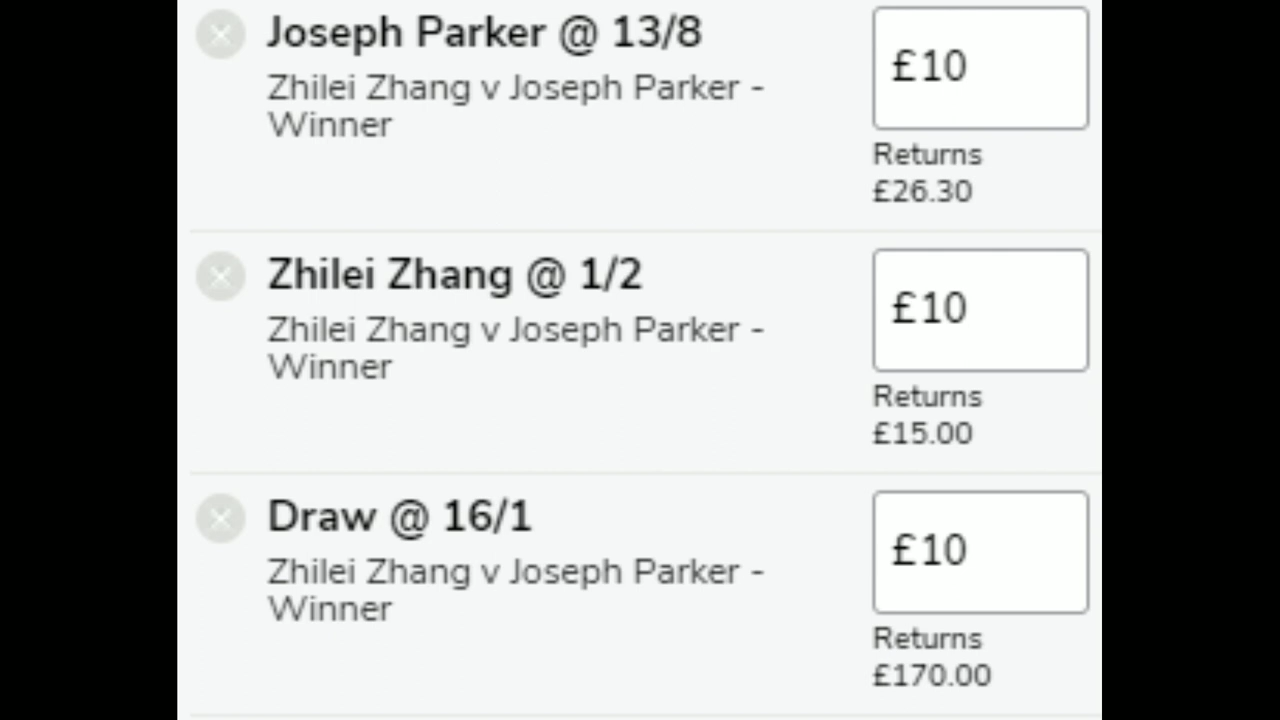 Joseph Parker @ 13/8
Zhilei Zhang v Joseph Parker -
Winner
£10
Returns
£26.30
Zhilei Zhang @ 1/2
Zhilei Zhang v Joseph Parker -
Winner
£10
Returns
£15.00
Draw @ 16/1
Zhilei Zhang v Joseph Parker -
Winner
£10
Returns
£170.00